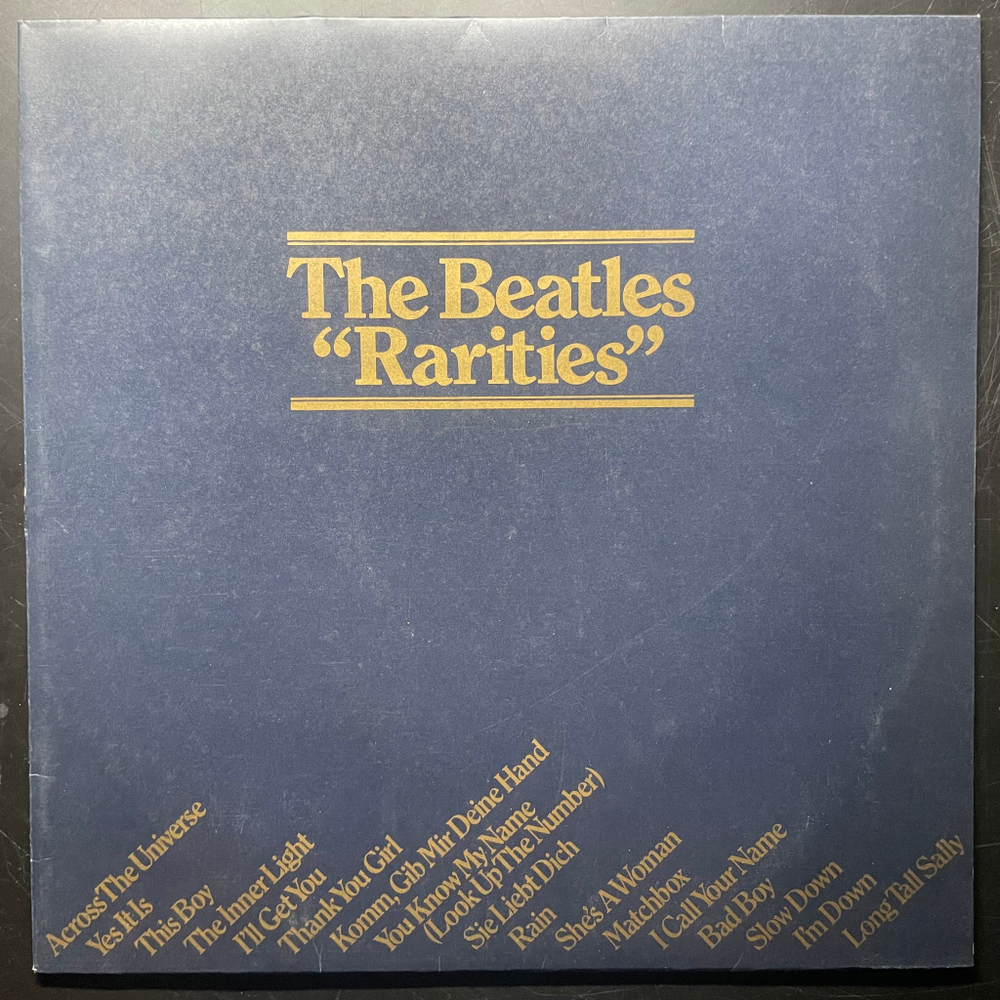 The Beatles
“Rarities”
Across The Universe
Yes It Is
This Boy
The Inner Light
I'll Get You
Thank You Girl
Komm, Gib Mir Deine Hand
You Know My Name
(Look Up The Number)
Sie Liebt Dich
Rain
She's A Woman
Matchbox
I Call Your Name
Bad Boy
Slow Down
I'm Down
Long Tall Sally